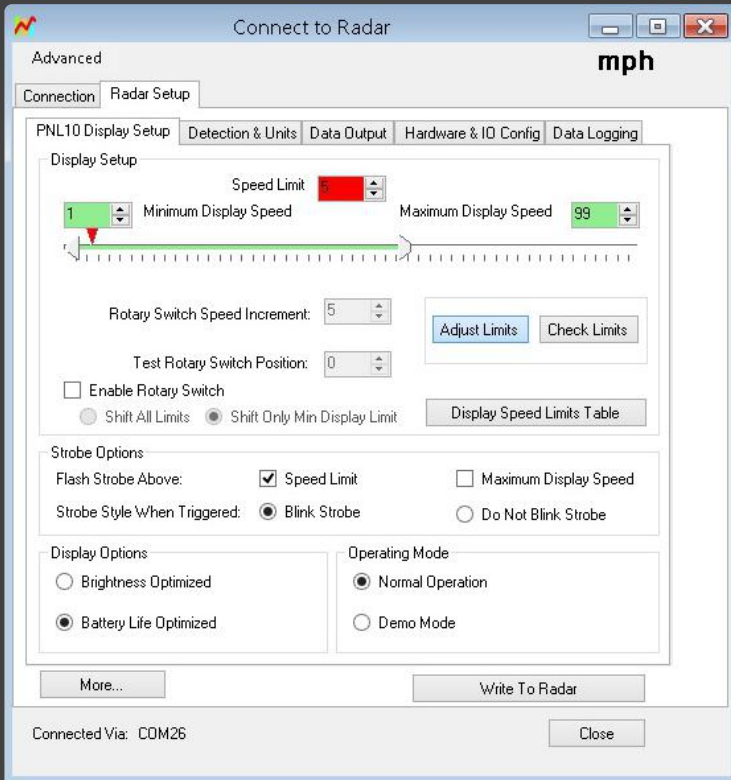 Connect to Radar
Advanced
mph
Connection Radar Setup
PNL10 Display Setup Detection & Units Data Output Hardware & IO Config Data Logging
Display Setup
Speed Limit 5
1 Minimum Display Speed Maximum Display Speed 99
Rotary Switch Speed Increment: 5
Adjust Limits Check Limits
Test Rotary Switch Position: 0
Enable Rotary Switch
Shift All Limits Shift Only Min Display Limit
Display Speed Limits Table
Strobe Options
Flash Strobe Above: Speed Limit Maximum Display Speed
Strobe Style When Triggered: Blink Strobe Do Not Blink Strobe
Display Options Operating Mode
Brightness Optimized Normal Operation
Battery Life Optimized Demo Mode
More... Write To Radar
Connected Via: COM26 Close